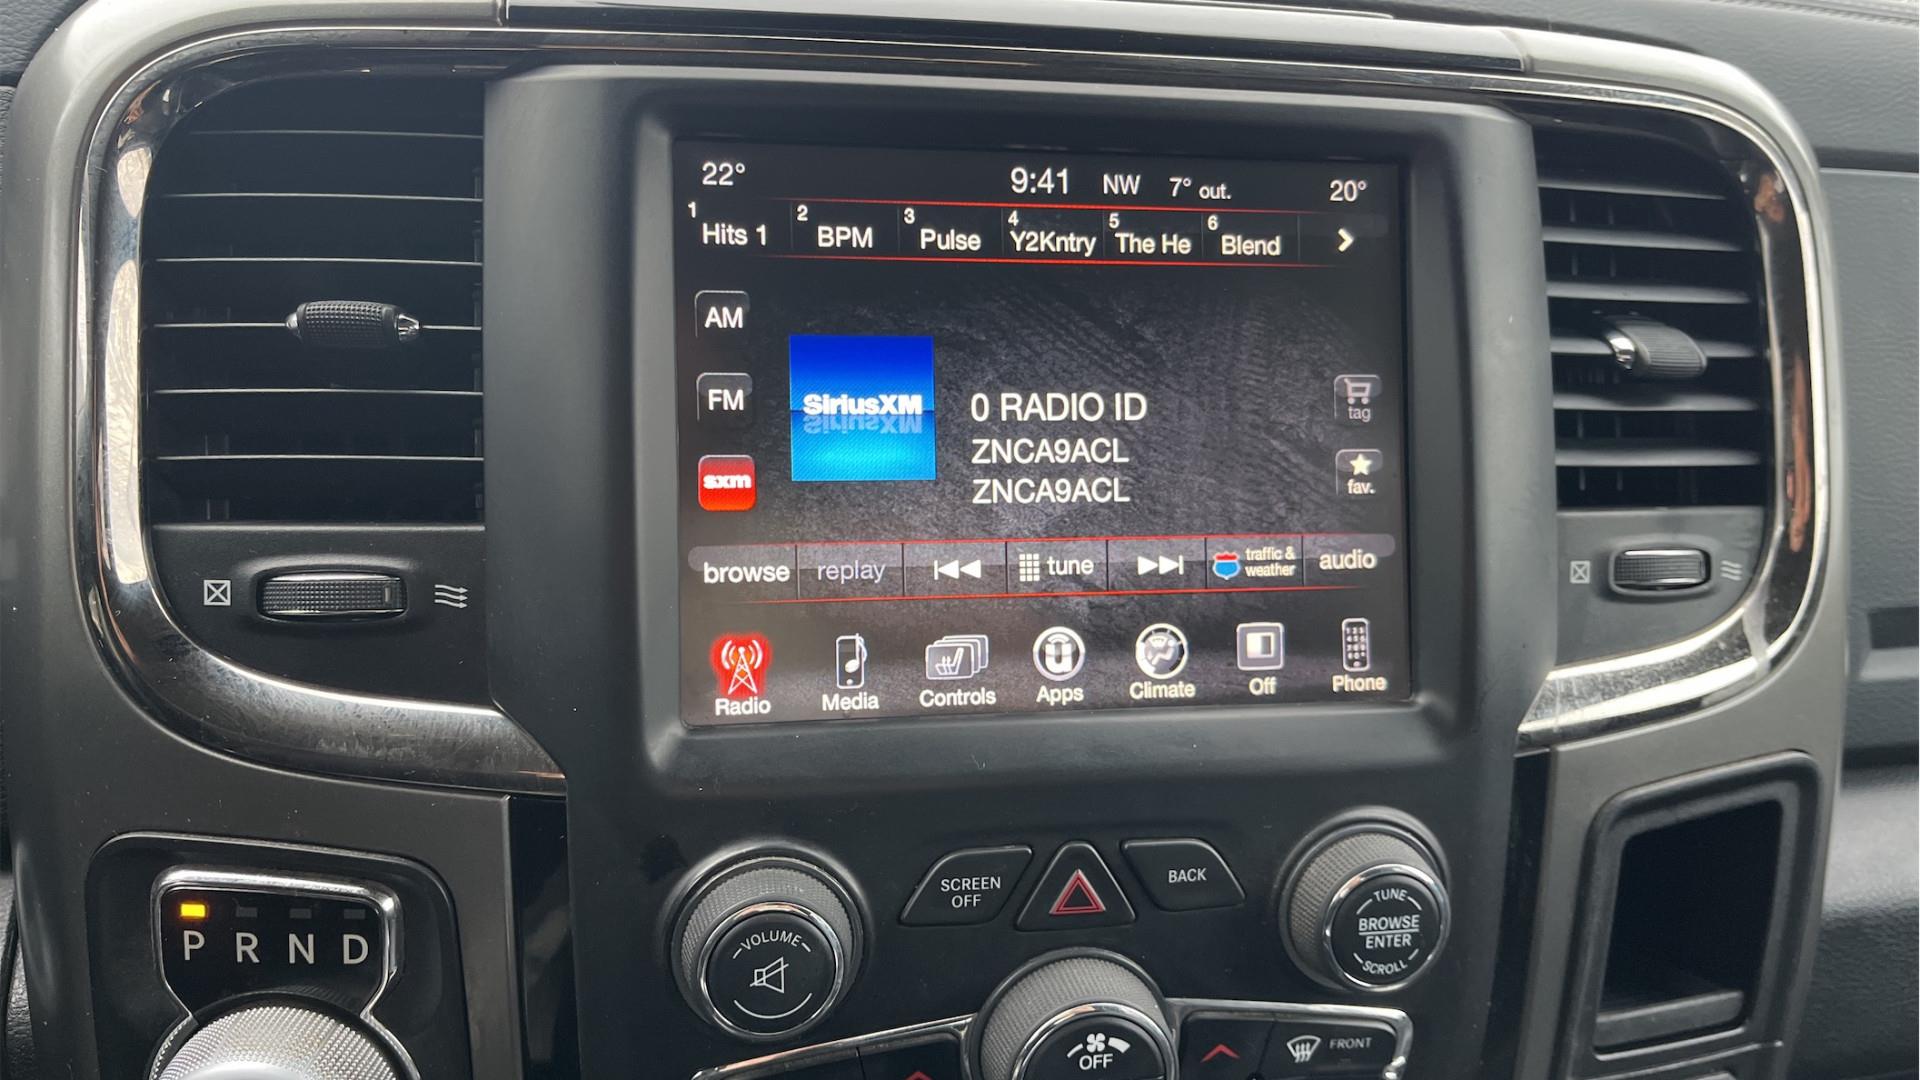 22° 9:41 NW 7° out. 20°
1 Hits 1 2 BPM 3 Pulse 4 Y2Kntry 5 The He 6 Blend
AM
FM
sxm
SiriusXM
0 RADIO ID
ZNCA9ACL
ZNCA9ACL
tag
fav.
browse replay tune traffic & weather audio
Radio Media Controls Apps Climate Off Phone
P R N D
VOLUME
SCREEN
OFF
BACK
TUNE
BROWSE
ENTER
SCROLL
OFF
FRONT